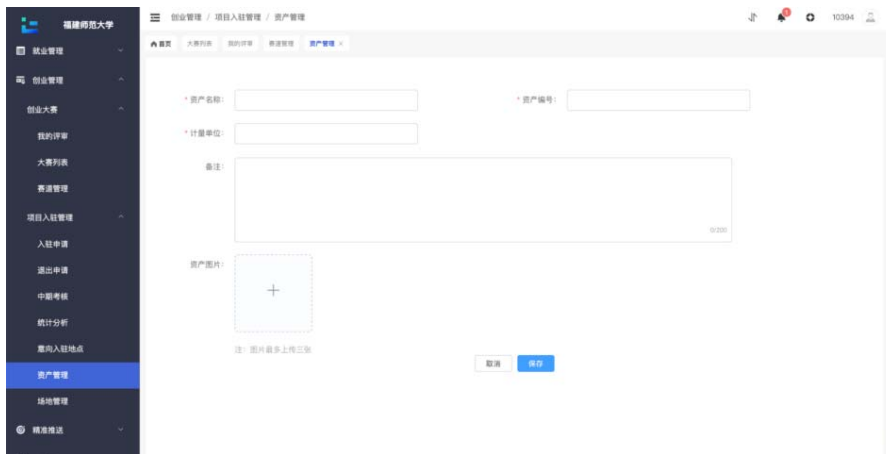 福建师范大学
创业管理 / 项目入驻管理 / 资产管理
1
10394
首页 大赛列表 我的评审 赛道管理 资产管理 ×
就业管理
创业管理
创业大赛
我的评审
大赛列表
赛道管理
项目入驻管理
入驻申请
退出申请
中期考核
统计分析
意向入驻地点
资产管理
场地管理
精准推送
* 资产名称:
* 资产编号:
* 计量单位:
备注:
0/200
资产图片:
注: 图片最多上传三张
取消 保存